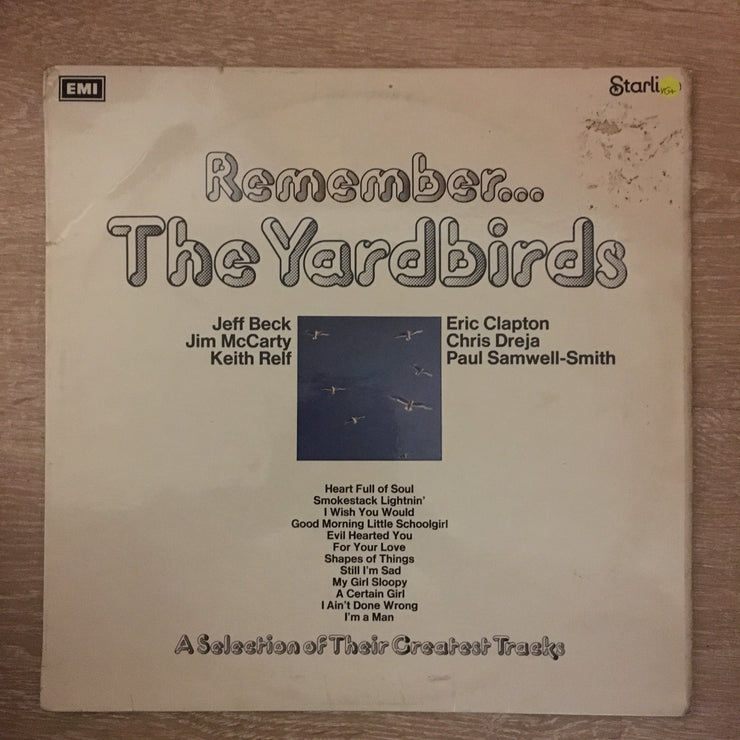 EMI
Starli
VG+
Remember...
The Yardbirds
Jeff Beck
Jim McCarty
Keith Relf
Eric Clapton
Chris Dreja
Paul Samwell-Smith
Heart Full of Soul
Smokestack Lightnin'
I Wish You Would
Good Morning Little Schoolgirl
Evil Hearted You
For Your Love
Shapes of Things
Still I'm Sad
My Girl Sloopy
A Certain Girl
I Ain't Done Wrong
I'm a Man
A Selection of Their Greatest Tracks